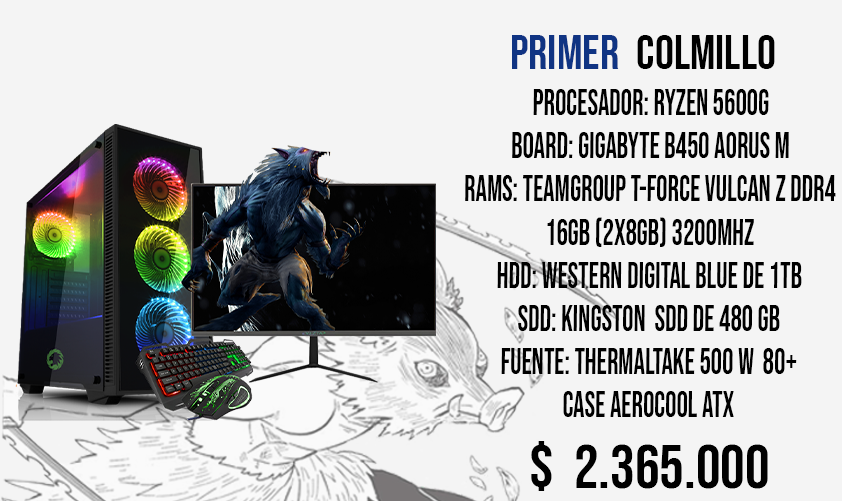 PRIMER COLMILLO
PROCESADOR: RYZEN 5600G
BOARD: GIGABYTE B450 AORUS M
RAMS: TEAMGROUP T-FORCE VULCAN Z DDR4
16GB (2X8GB) 3200MHZ
HDD: WESTERN DIGITAL BLUE DE 1TB
SDD: KINGSTON SDD DE 480 GB
FUENTE: THERMALTAKE 500 W 80+
CASE AEROCOOL ATX
$ 2.365.000